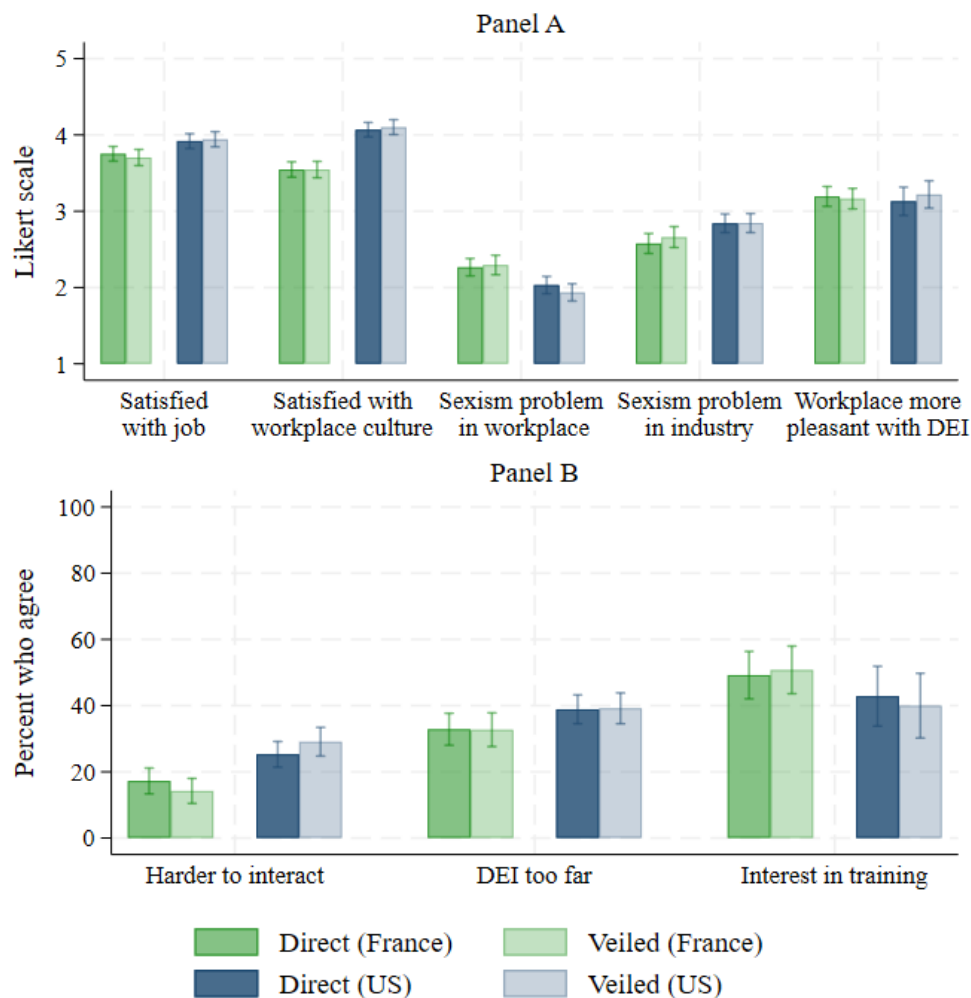 Panel A
Likert scale
5
4
3
2
1
Satisfied
with job
Satisfied with
workplace culture
Sexism problem
in workplace
Sexism problem
in industry
Workplace more
pleasant with DEI
Panel B
Percent who agree
100
80
60
40
20
0
Harder to interact
DEI too far
Interest in training
Direct (France)
Veiled (France)
Direct (US)
Veiled (US)